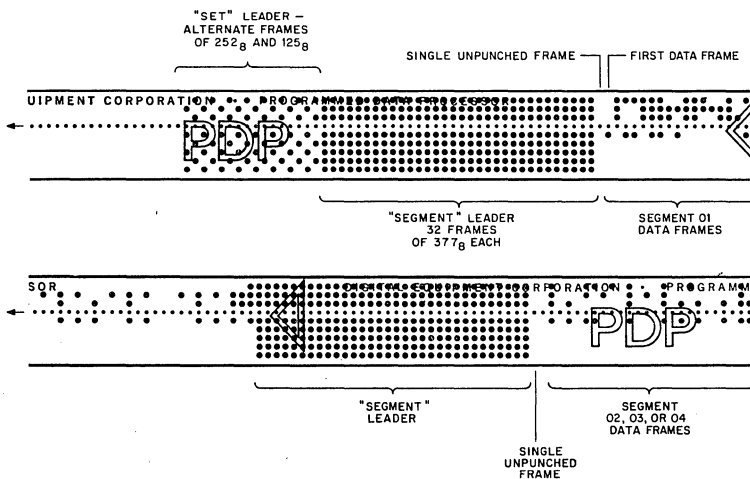 "SET" LEADER –
ALTERNATE FRAMES
OF 252₈ AND 125₈
SINGLE UNPUNCHED FRAME
FIRST DATA FRAME
UIPMENT CORPORATION · PROGRAMMED DATA PROCESSOR
PDP
"SEGMENT" LEADER
32 FRAMES
OF 377₈ EACH
SEGMENT 01
DATA FRAMES
SOR DIGITAL EQUIPMENT CORPORATION · PROGRAMM
PDP
"SEGMENT"
LEADER
SEGMENT
02, 03, OR 04
DATA FRAMES
SINGLE
UNPUNCHED
FRAME